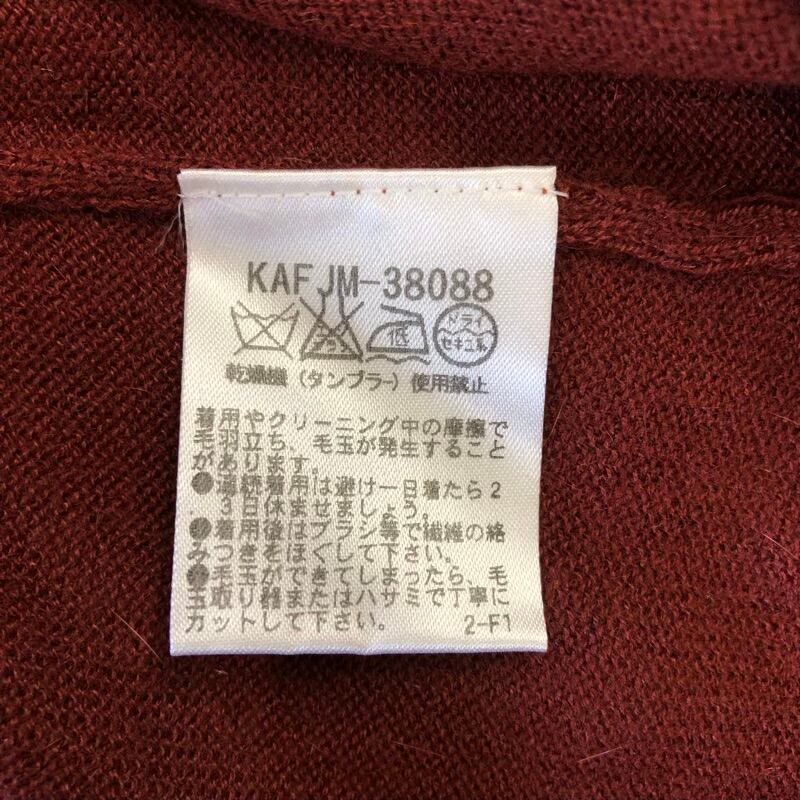 KAF JM-38088
低
ドライ
セキユ系
乾燥機（タンブラー）使用禁止
着用やクリーニング中の摩擦で
毛羽立ち、毛玉が発生すること
があります。
●連続着用は避け一日着たら2
3日休ませましょう。
●着用後はブラシ等で繊維の絡
みつきをほぐして下さい。
●毛玉ができてしまったら、毛
玉取り器またはハサミで丁寧に
カットして下さい。 2-F1